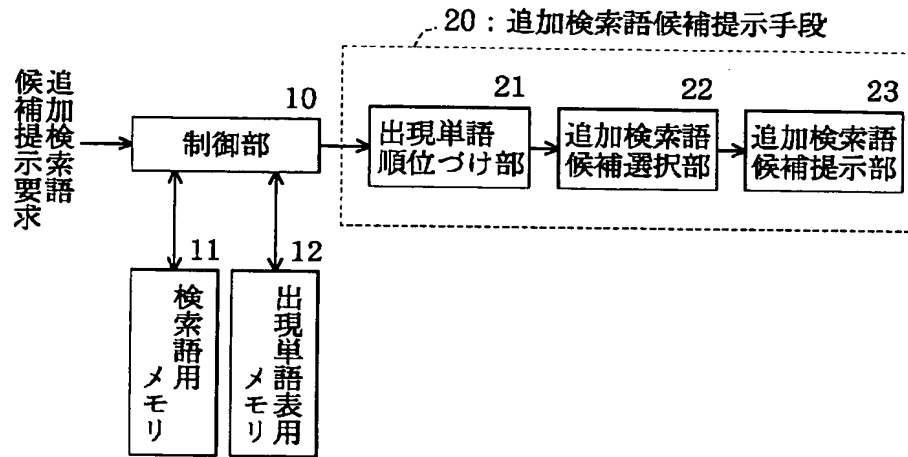 20：追加検索語候補提示手段
追加検索語
候補提示要求
10
制御部
21
出現単語
順位づけ部
22
追加検索語
候補選択部
23
追加検索語
候補提示部
11
検索語用
メモリ
12
出現単語表用
メモリ